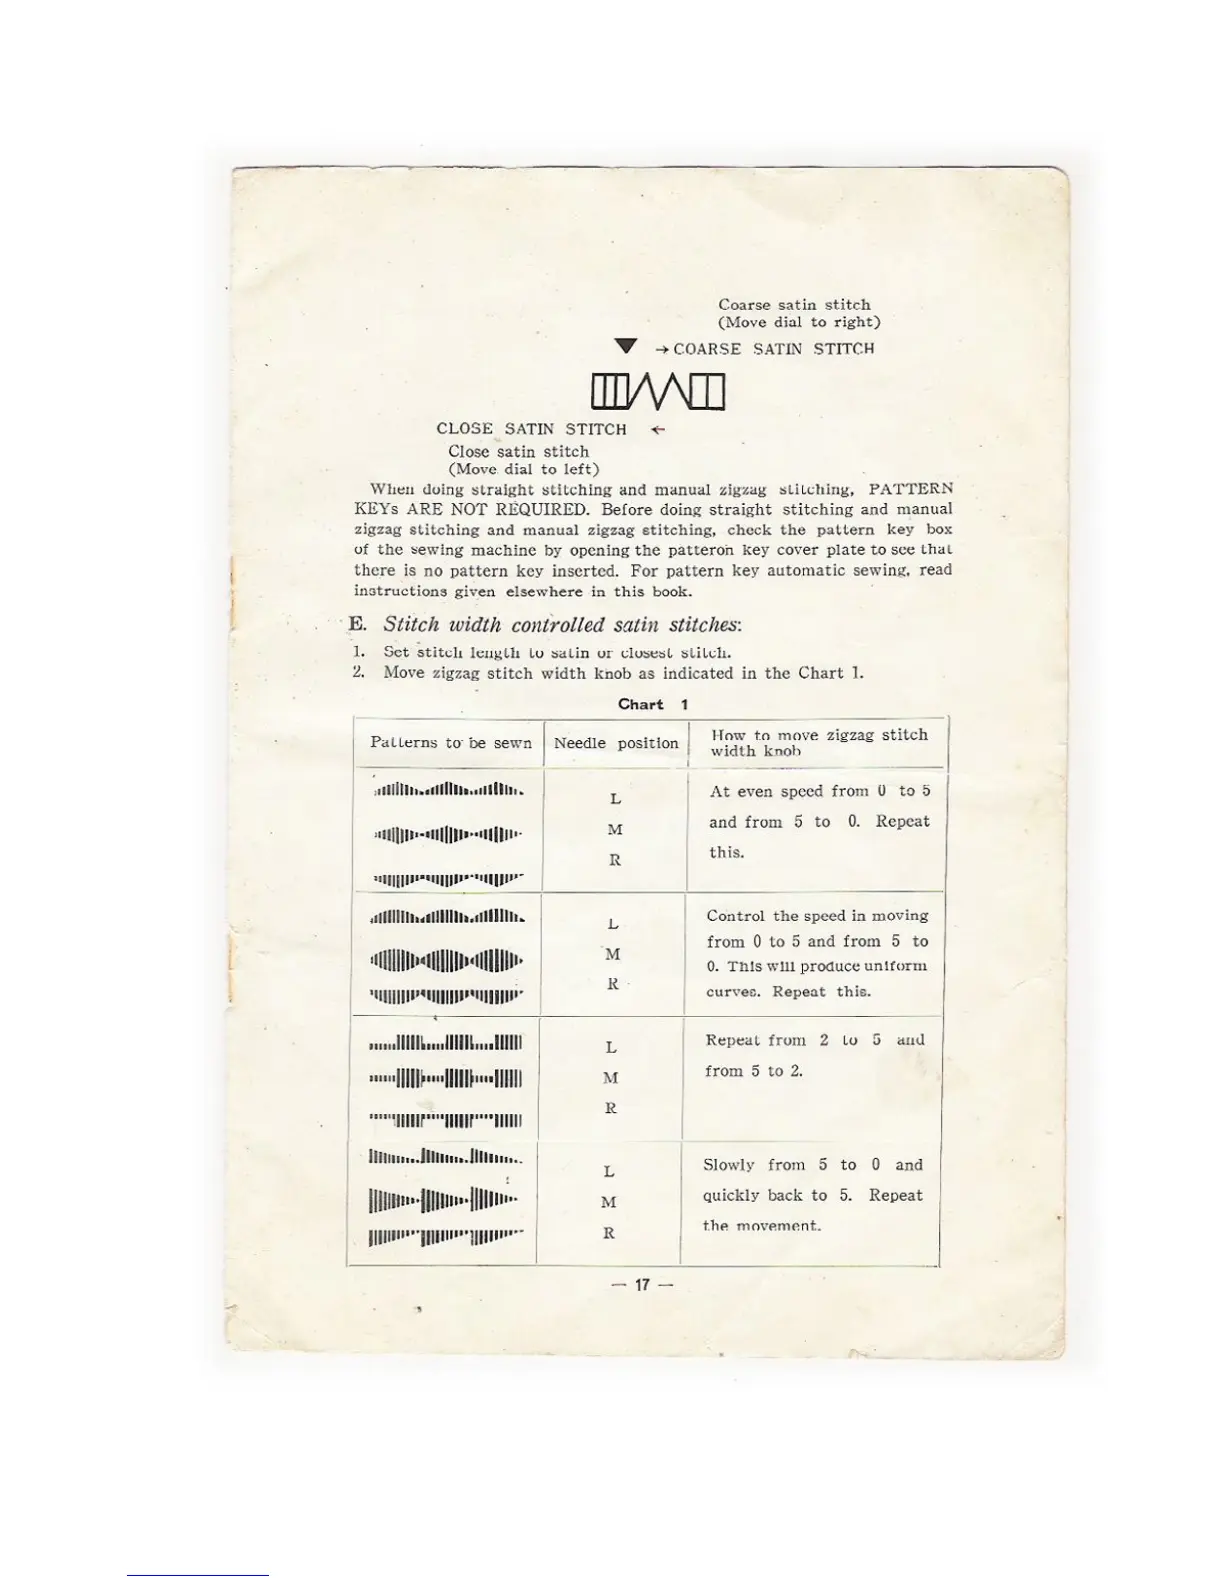 Coarse satin stitch
(Move dial to right)
▼ → COARSE SATIN STITCH
CLOSE SATIN STITCH ←
Close satin stitch
(Move dial to left)
When doing straight stitching and manual zigzag stitching, PATTERN
KEYs ARE NOT REQUIRED. Before doing straight stitching and manual
zigzag stitching and manual zigzag stitching, check the pattern key box
of the sewing machine by opening the patteron key cover plate to see that
there is no pattern key inserted. For pattern key automatic sewing, read
instructions given elsewhere in this book.
E. Stitch width controlled satin stitches:
1. Set stitch length to satin or closest stitch.
2. Move zigzag stitch width knob as indicated in the Chart 1.
Chart 1
Patterns to be sewn
Needle position
How to move zigzag stitch
width knob
L
M
R
At even speed from 0 to 5
and from 5 to 0. Repeat
this.
L
M
R
Control the speed in moving
from 0 to 5 and from 5 to
0. This will produce uniform
curves. Repeat this.
L
M
R
Repeat from 2 to 5 and
from 5 to 2.
L
M
R
Slowly from 5 to 0 and
quickly back to 5. Repeat
the movement.
— 17 —